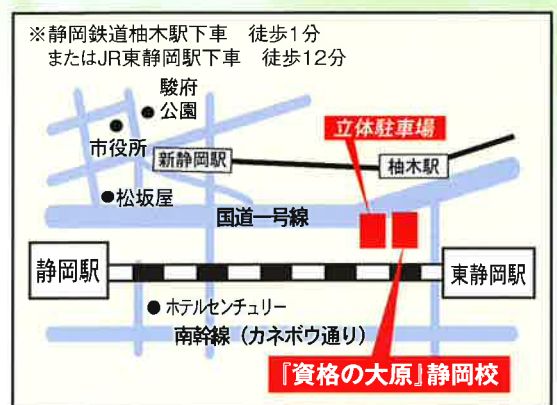 ※静岡鉄道柚木駅下車　徒歩1分
またはJR東静岡駅下車　徒歩12分
駿府
公園
市役所
立体駐車場
新静岡駅
柚木駅
松坂屋
国道一号線
静岡駅
東静岡駅
ホテルセンチュリー
南幹線（カネボウ通り）
『資格の大原』静岡校